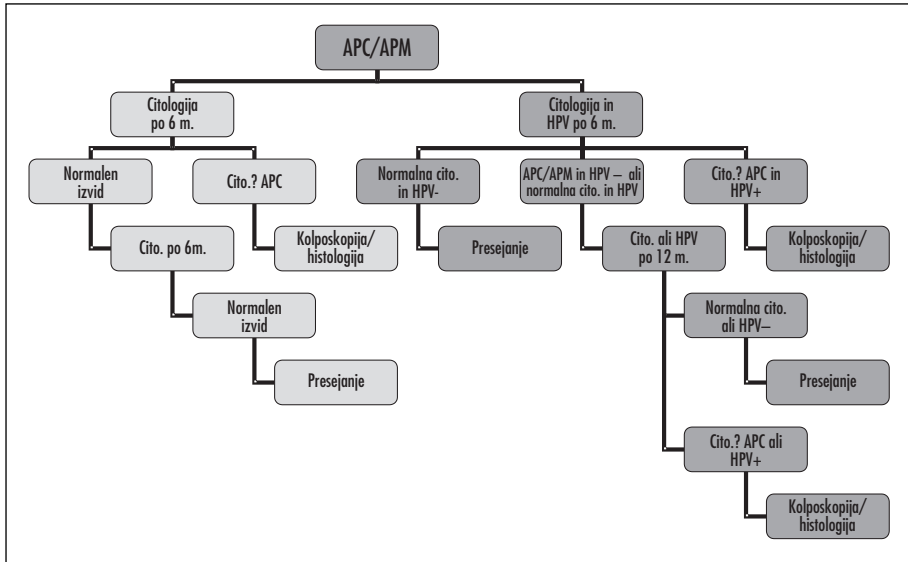 APC/APM
Citologija
po 6 m.
Citologija in
HPV po 6 m.
Normalen
izvid
Cito.? APC
Normalna cito.
in HPV-
APC/APM in HPV – ali
normalna cito. in HPV
Cito.? APC in
HPV+
Cito. po 6m.
Kolposkopija/
histologija
Presejanje
Cito. ali HPV
po 12 m.
Kolposkopija/
histologija
Normalen
izvid
Normalna cito.
ali HPV–
Presejanje
Presejanje
Cito.? APC ali
HPV+
Kolposkopija/
histologija